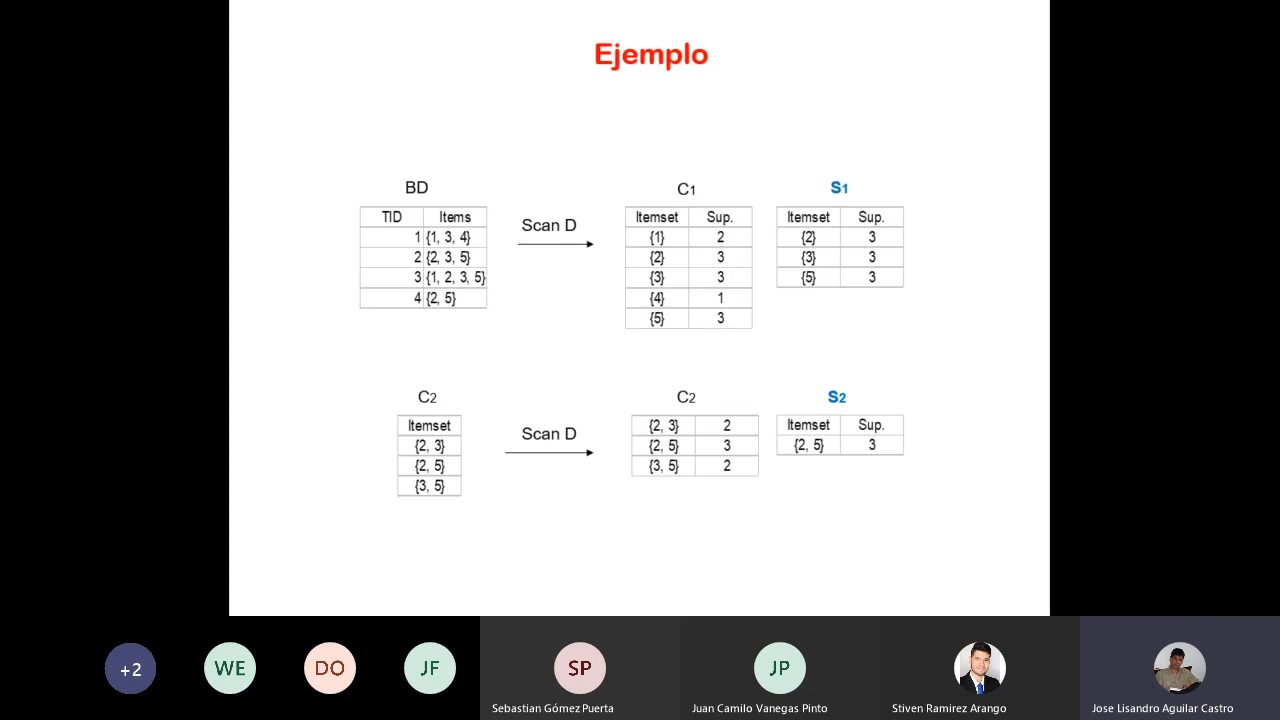 Ejemplo
BD
TID Items
1 {1, 3, 4}
2 {2, 3, 5}
3 {1, 2, 3, 5}
4 {2, 5}
Scan D
C1
Itemset Sup.
{1} 2
{2} 3
{3} 3
{4} 1
{5} 3
S1
Itemset Sup.
{2} 3
{3} 3
{5} 3
C2
Itemset
{2, 3}
{2, 5}
{3, 5}
Scan D
C2
{2, 3} 2
{2, 5} 3
{3, 5} 2
S2
Itemset Sup.
{2, 5} 3
+2
WE
DO
JF
SP
Sebastian Gómez Puerta
JP
Juan Camilo Vanegas Pinto
Stiven Ramirez Arango
Jose Lisandro Aguilar Castro